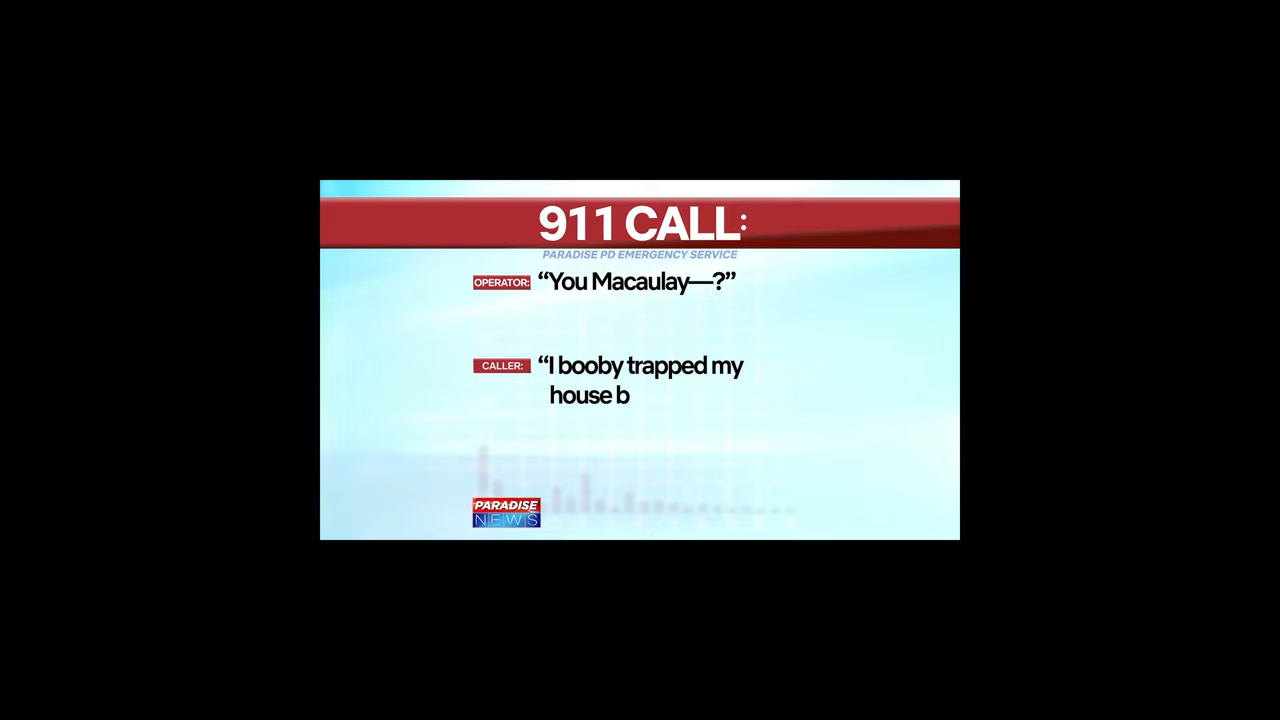 911 CALL:
PARADISE PD EMERGENCY SERVICE
OPERATOR: “You Macaulay—?”
CALLER: “I booby trapped my
house b
PARADISE
NEWS